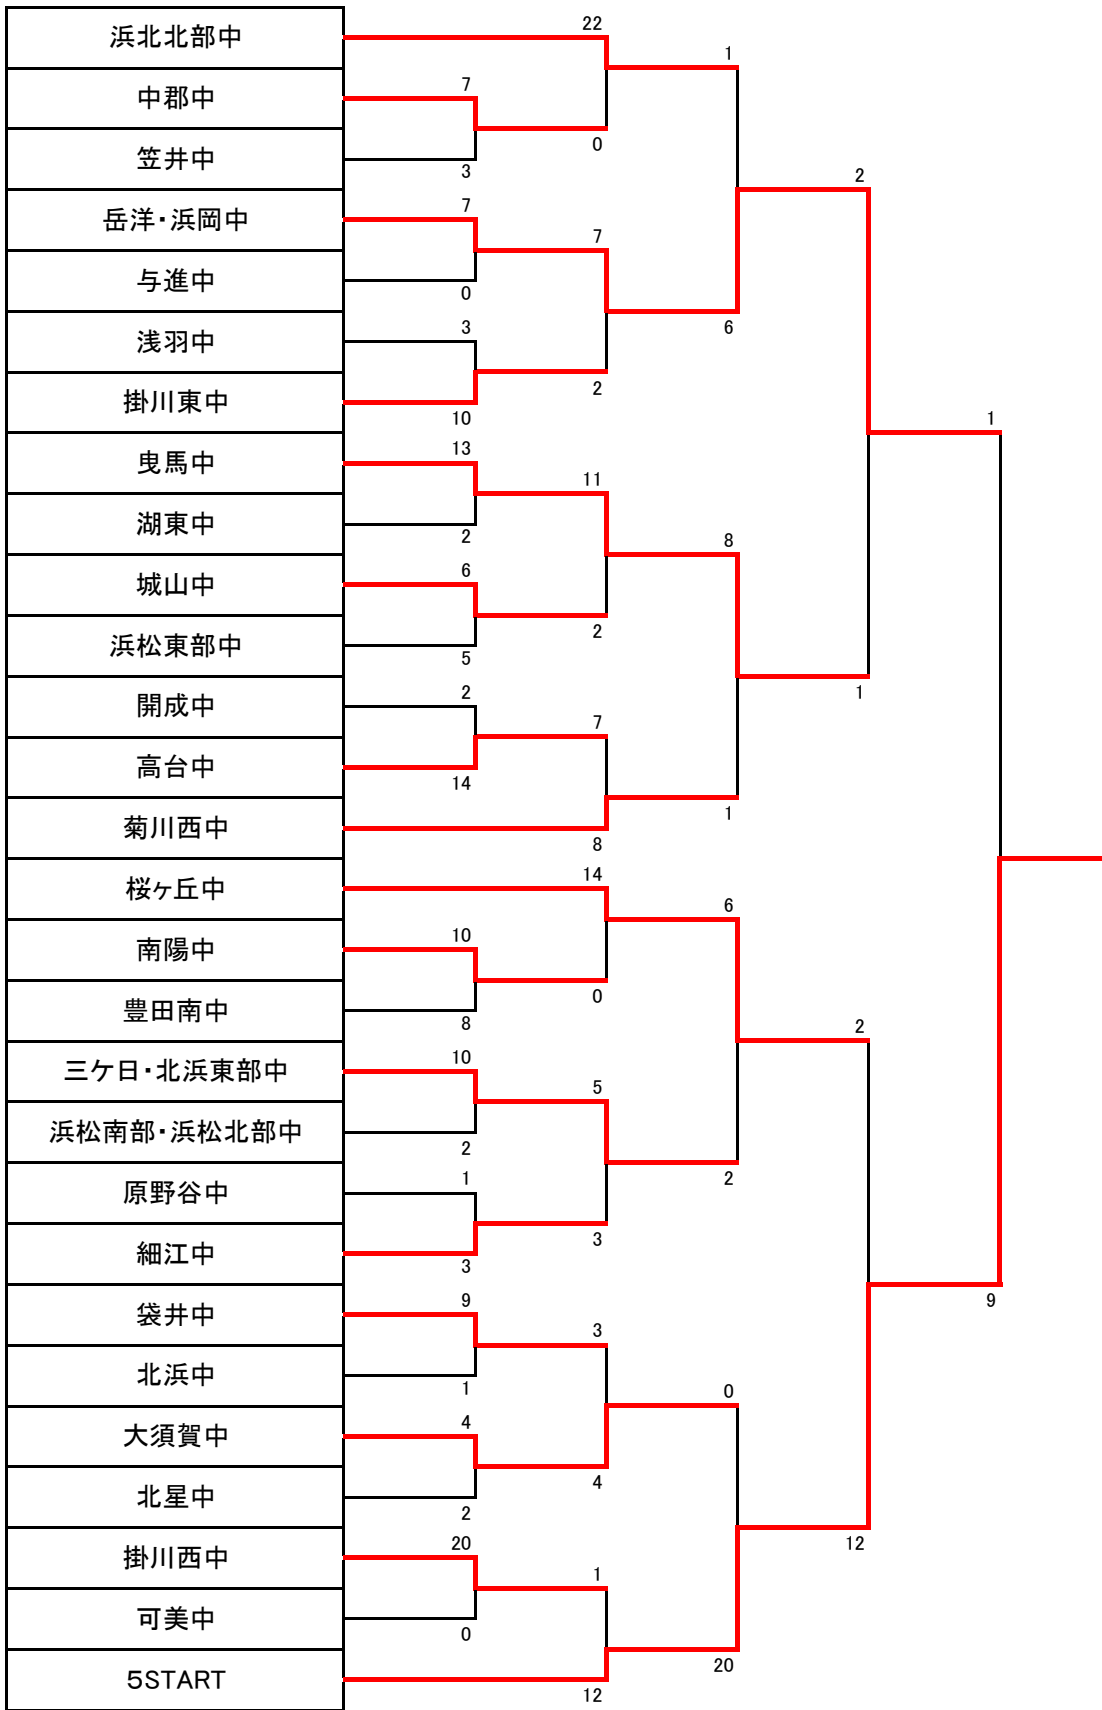 浜北北部中
22
1
中郡中
7
0
笠井中
3
2
岳洋・浜岡中
7
7
与進中
0
6
浅羽中
3
2
掛川東中
10
1
曳馬中
13
11
湖東中
2
8
城山中
6
2
浜松東部中
5
1
開成中
2
7
高台中
14
1
菊川西中
8
桜ヶ丘中
14
6
南陽中
10
0
豊田南中
8
2
三ケ日・北浜東部中
10
5
浜松南部・浜松北部中
2
2
原野谷中
1
3
細江中
3
9
袋井中
9
3
北浜中
1
0
大須賀中
4
4
北星中
2
12
掛川西中
20
1
可美中
0
20
5START
12